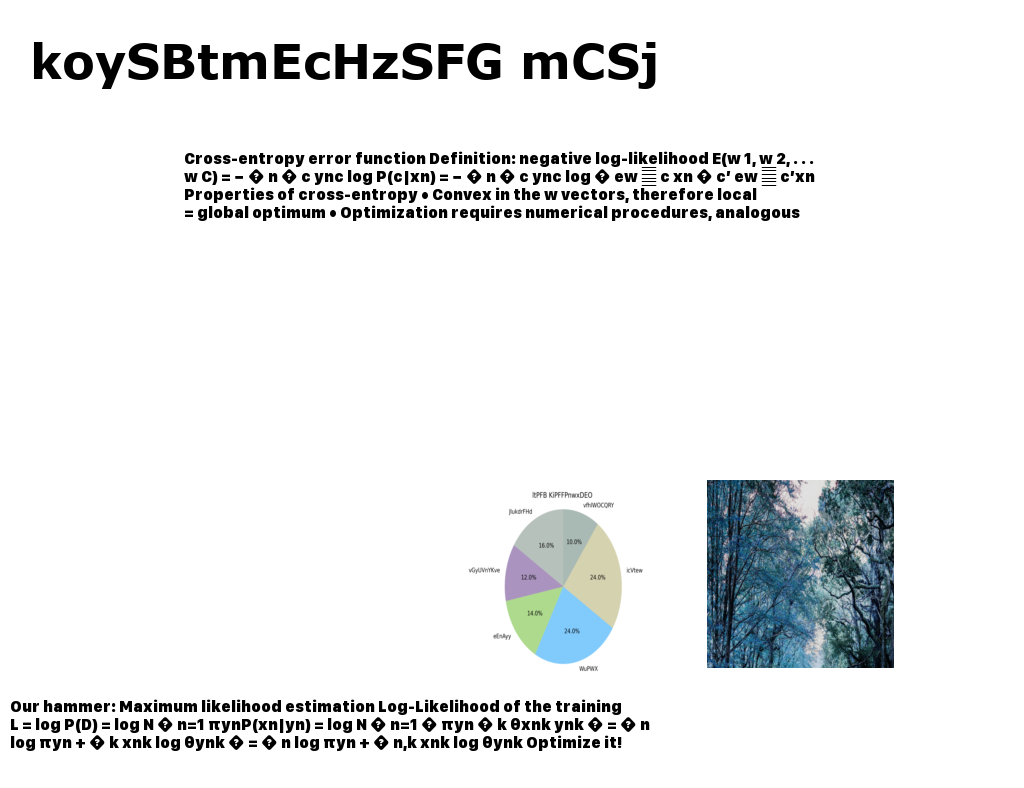 koySBtmEcHzSFG mCSj
Cross-entropy error function Definition: negative log-likelihood E(w 1, w 2, . . .
w C) = − � n � c ync log P(c|xn) = − � n � c ync log � ew c xn � c′ ew c′xn
Properties of cross-entropy • Convex in the w vectors, therefore local
= global optimum • Optimization requires numerical procedures, analogous
vfhIWOCQRY
JIukdrFHd
10.0%
16.0%
vGyUVnYKve
12.0%
24.0%
icVtew
14.0%
24.0%
eEnAyy
WuPWX
Our hammer: Maximum likelihood estimation Log-Likelihood of the training
L = log P(D) = log N � n=1 πynP(xn|yn) = log N � n=1 � πyn � k θxnk ynk � = � n
log πyn + � k xnk log θynk � = � n log πyn + � n,k xnk log θynk Optimize it!